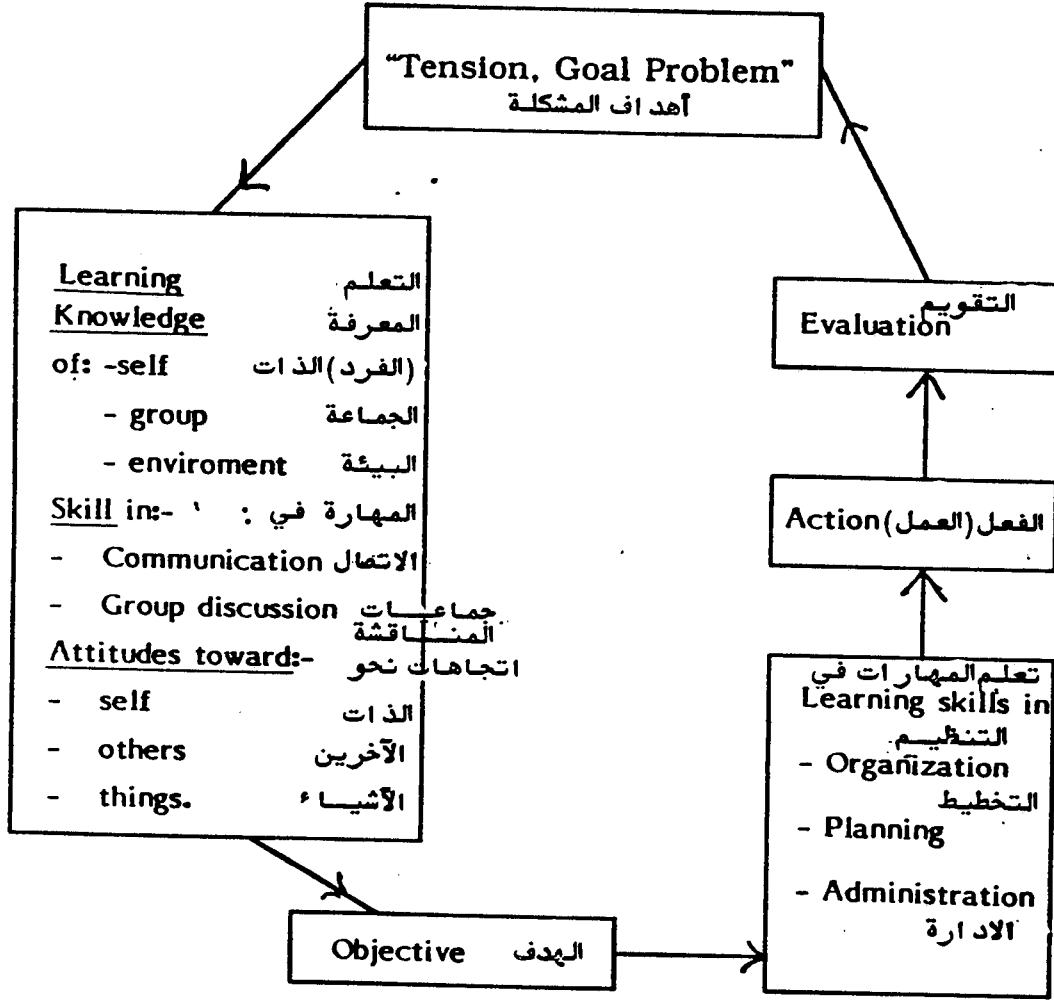 "Tension, Goal Problem"
أهداف المشكلة
Learning التعلم
Knowledge المعرفة
of: -self الذات (الفرد)
- group الجماعة
- enviroment البيئة
Skill in:- المهارة في :
- Communication الاتصال
- Group discussion جماعات
المناقشة
Attitudes toward:- اتجاهات نحو
- self الذات
- others الآخرين
- things. الأشياء
Objective الهدف
تعلم المهارات في
Learning skills in
التنظيم
- Organization
التخطيط
- Planning
- Administration
الادارة
Action (العمل) الفعل
التقويم
Evaluation